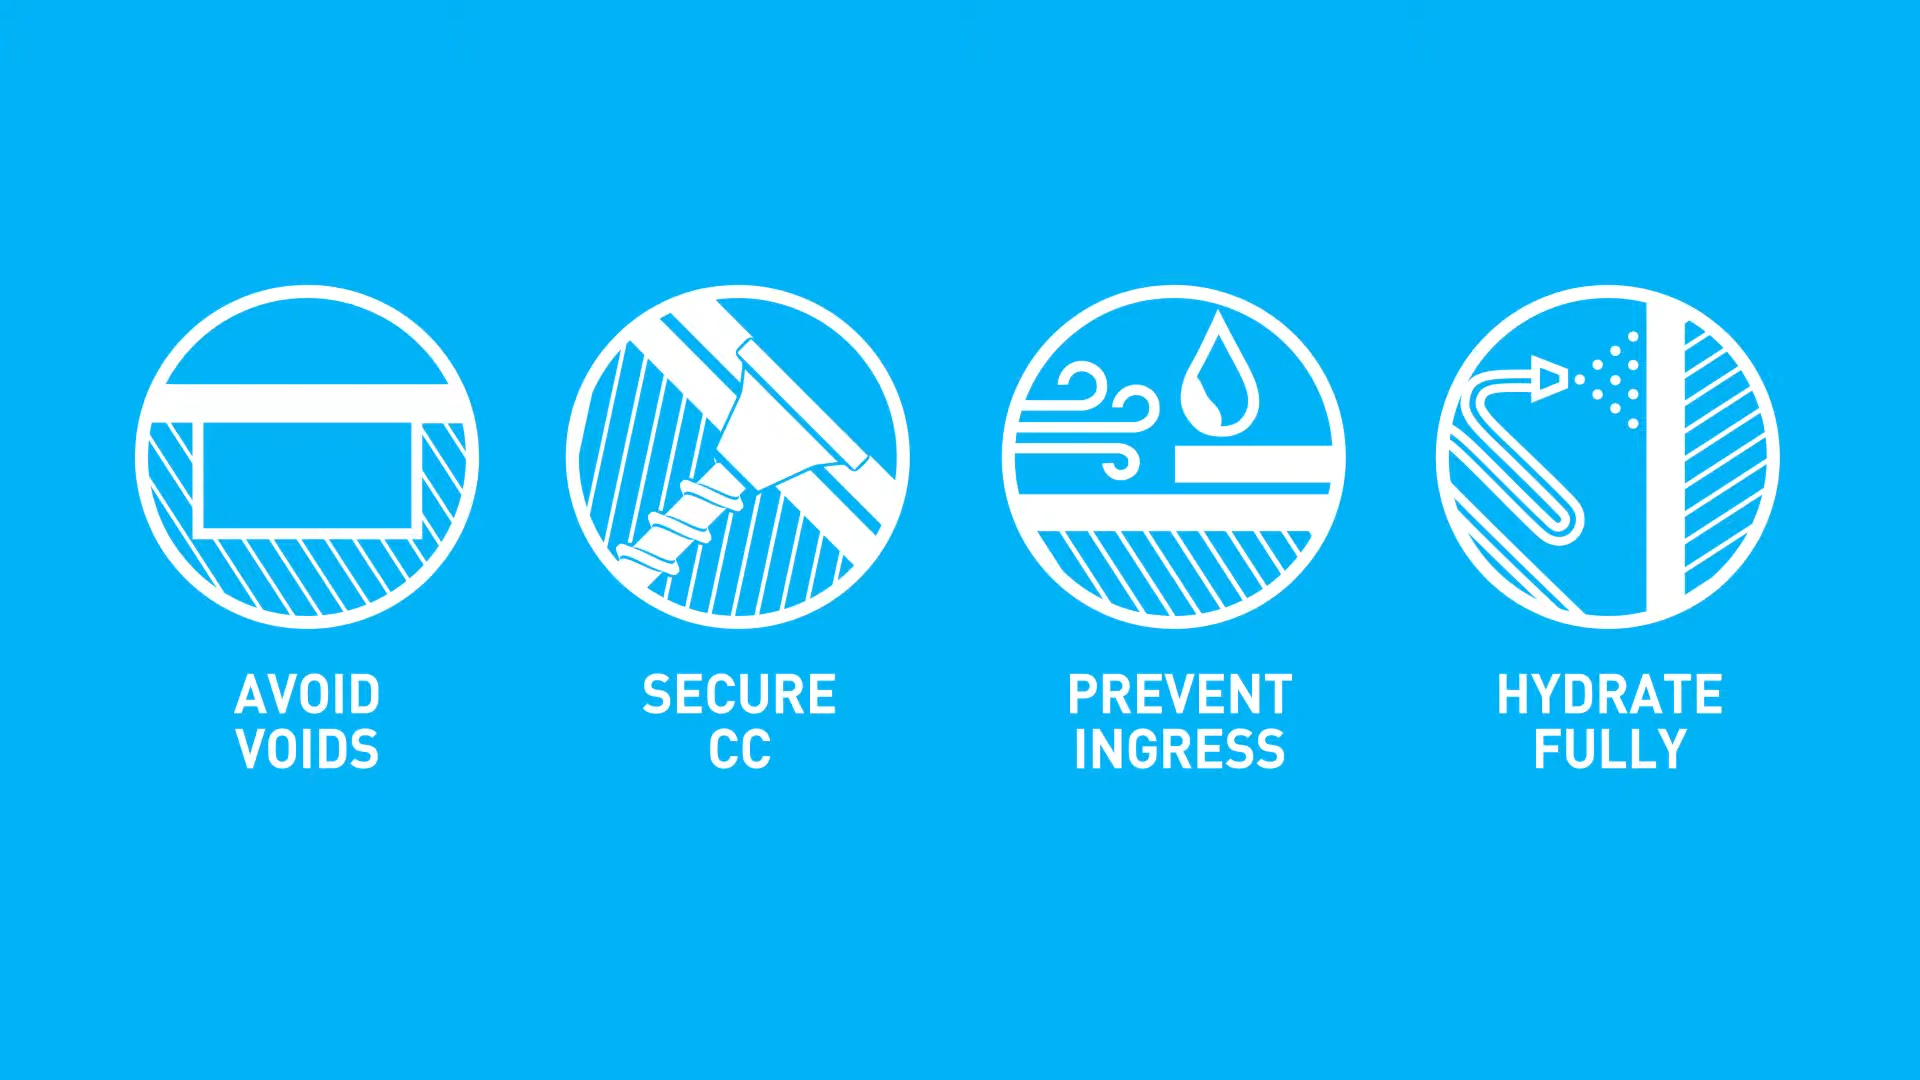 AVOID
VOIDS
SECURE
CC
PREVENT
INGRESS
HYDRATE
FULLY